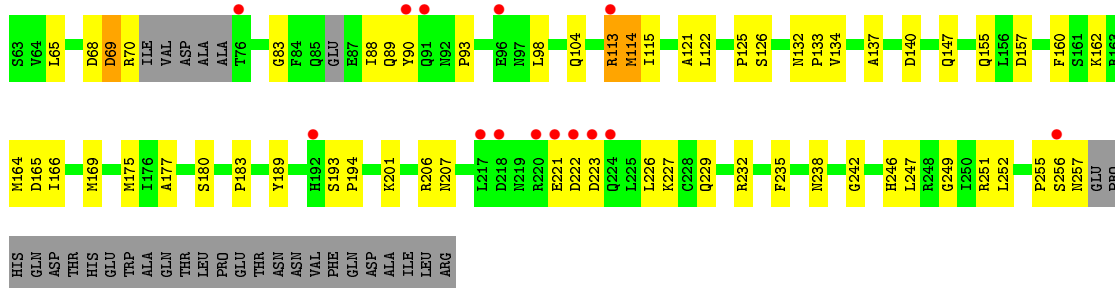 S63 V64 L65 D68 D69 R70 ILE VAL ASP ALA ALA T76 G83 F84 Q85 GLU E87 I88 Q89 Y90 Q91 N92 P93 E96 N97 L98 Q104 R113 M114 I115 A121 L122 P125 S126 N132 P133 V134 A137 D140 Q147 Q155 L156 D157 F160 S161 K162 R163
M164 D165 I166 M169 M175 I176 A177 S180 P183 Y189 H192 S193 P194 K201 R206 N207 L217 D218 N219 R220 E221 D222 D223 Q224 L225 L226 K227 C228 Q229 R232 F235 N238 G242 H246 L247 R248 G249 I250 R251 L252 P255 S256 N257 GLU PRO
HIS GLN ASP THR HIS GLU TRP ALA GLN THR LEU PRO GLU THR ASN ASN VAL PHE GLN ASP ALA ILE LEU ARG